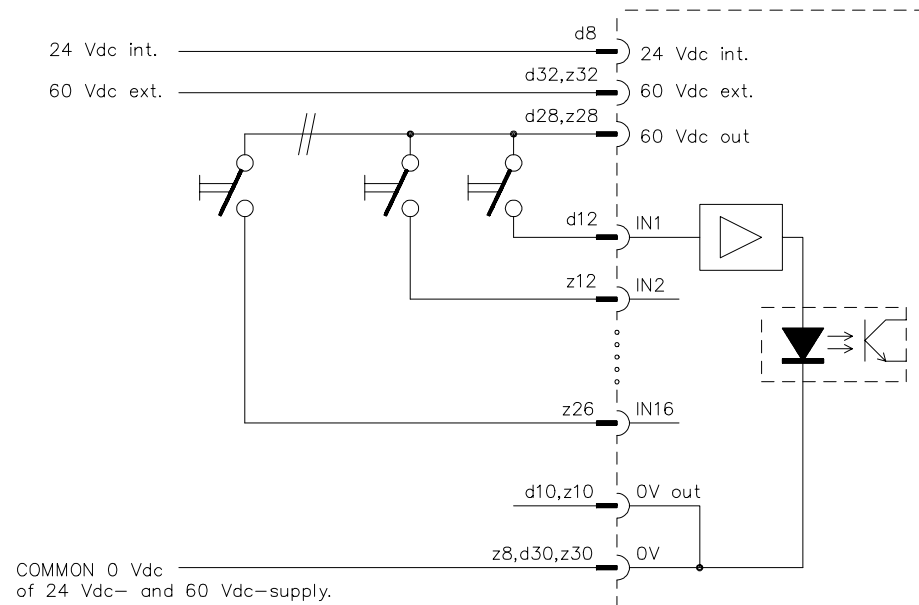 d8
24 Vdc int.
24 Vdc int.
d32,z32
60 Vdc ext.
60 Vdc ext.
d28,z28
60 Vdc out
d12
IN1
z12
IN2
z26
IN16
d10,z10
0V out
z8,d30,z30
0V
COMMON 0 Vdc
of 24 Vdc- and 60 Vdc-supply.